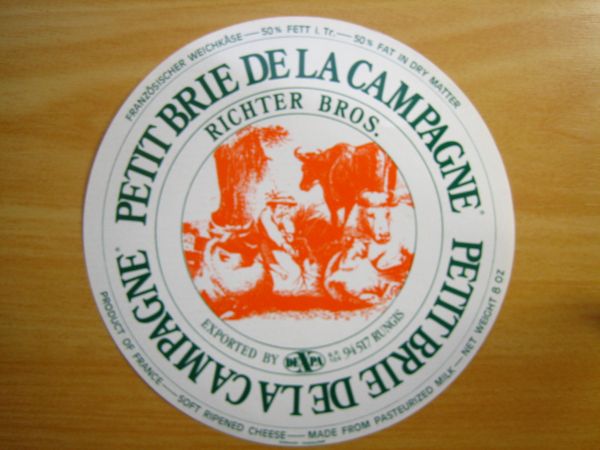 FRANZÖSISCHER WEICHKÄSE — 50% FETT i. Tr. — 50% FAT IN DRY MATTER
PETIT BRIE DE LA CAMPAGNE
RICHTER BROS.
EXPORTED BY DEXPA 94517 RUNGIS
PETIT BRIE DE LA CAMPAGNE
PRODUCT OF FRANCE — SOFT RIPENED CHEESE — MADE FROM PASTEURIZED MILK — NET WEIGHT 8 OZ